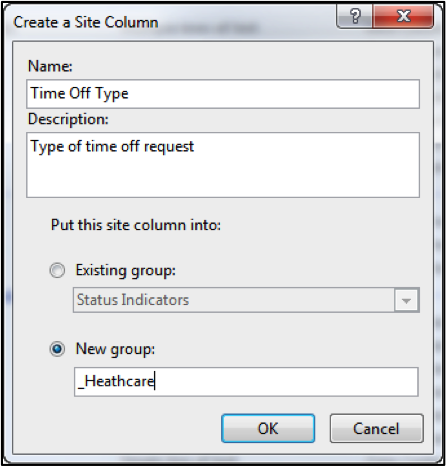 Create a Site Column
?
X
Name:
Time Off Type
Description:
Type of time off request
Put this site column into:
Existing group:
Status Indicators
New group:
_Heathcare
OK
Cancel